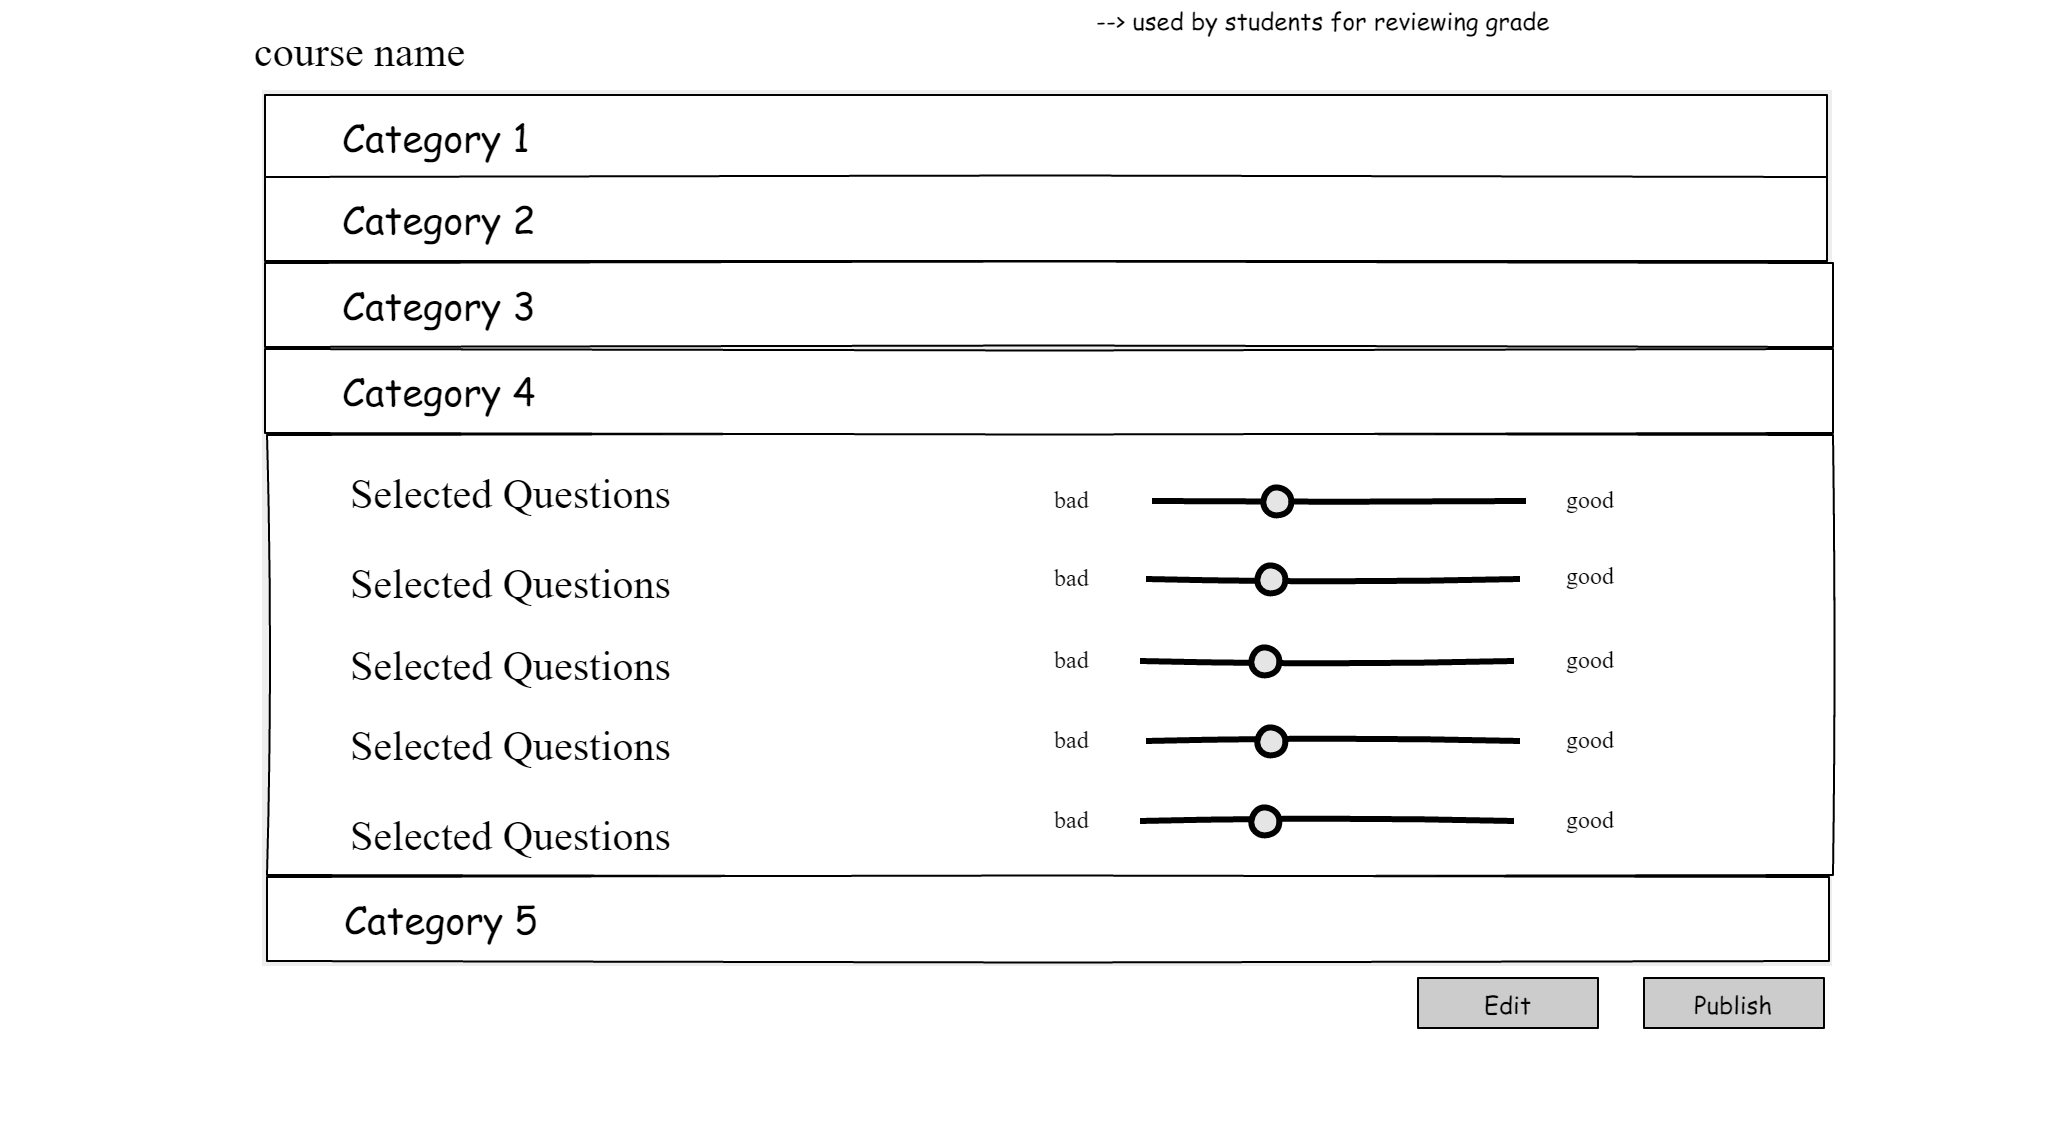 --> used by students for reviewing grade
course name
Category 1
Category 2
Category 3
Category 4
Selected Questions bad good
Selected Questions bad good
Selected Questions bad good
Selected Questions bad good
Selected Questions bad good
Category 5
Edit Publish